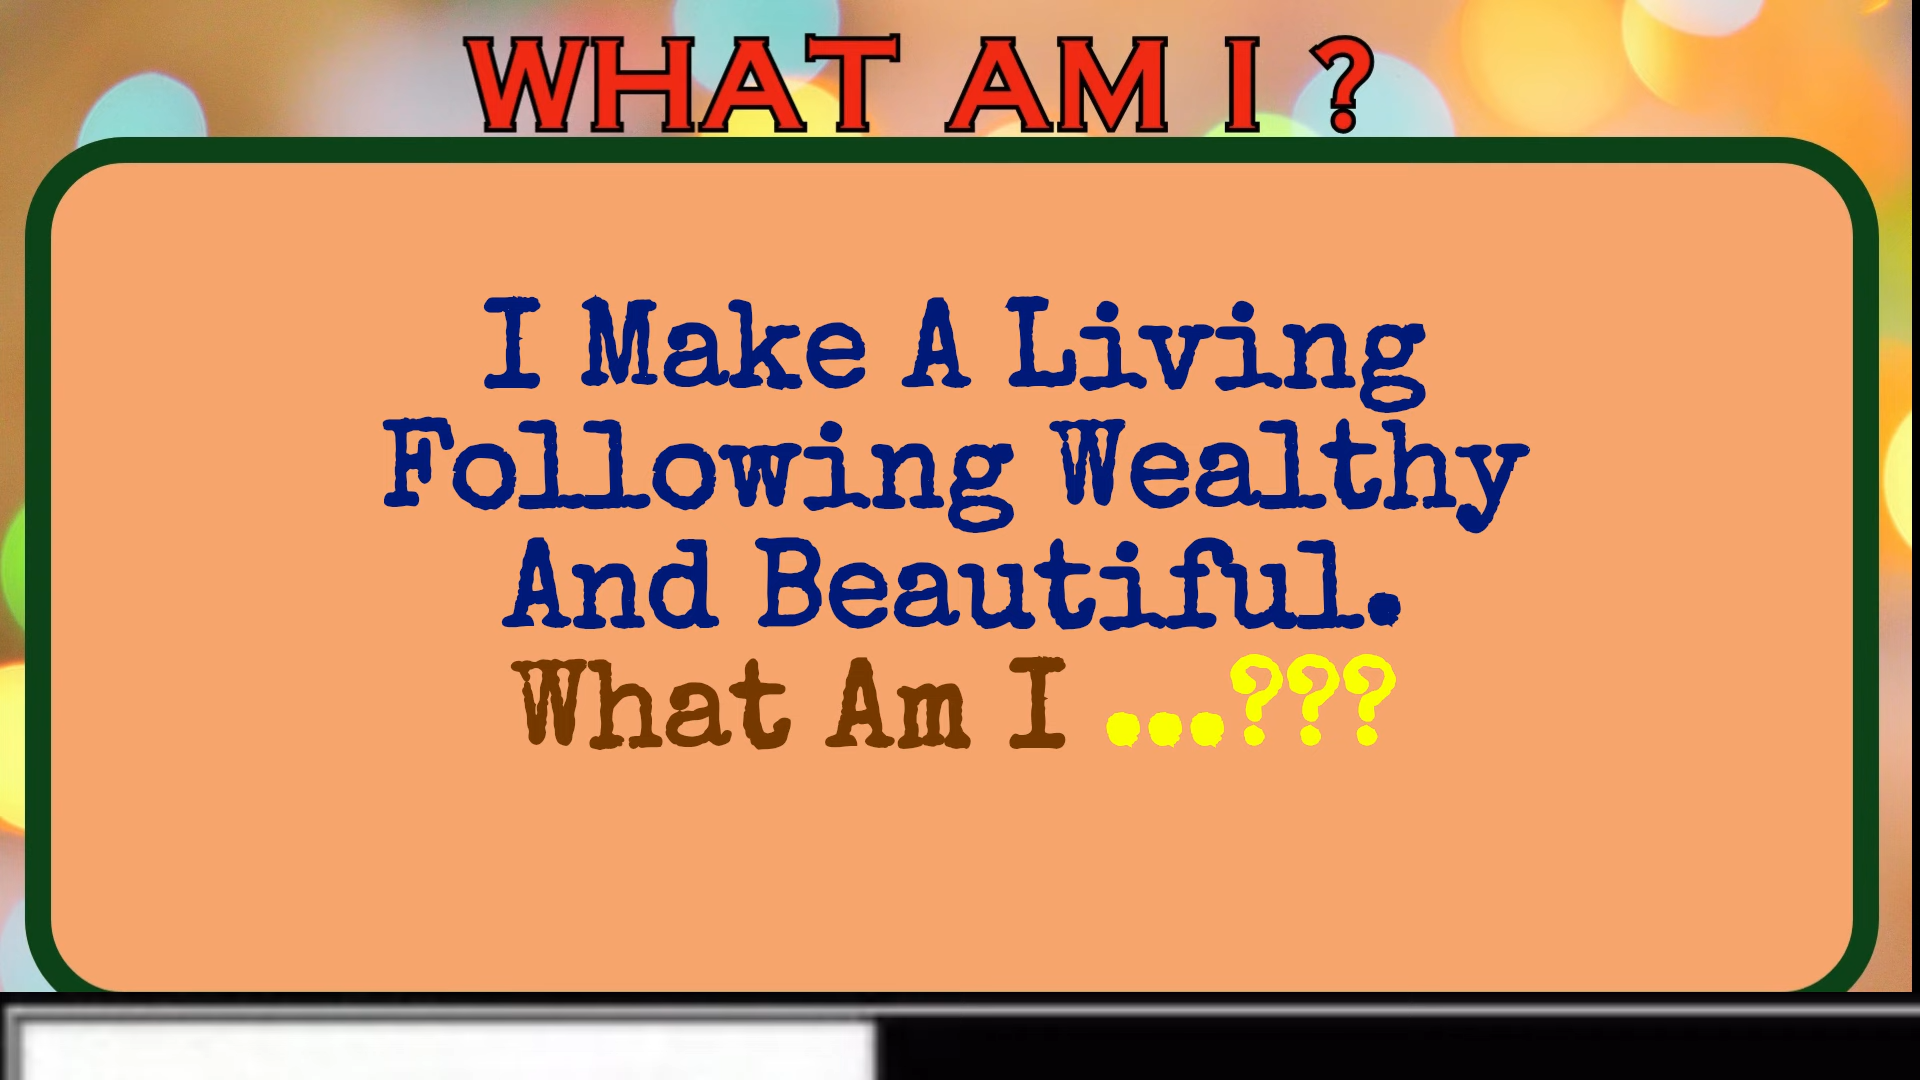 WHAT AM I ?
I Make A Living
Following Wealthy
And Beautiful.
What Am I ...???